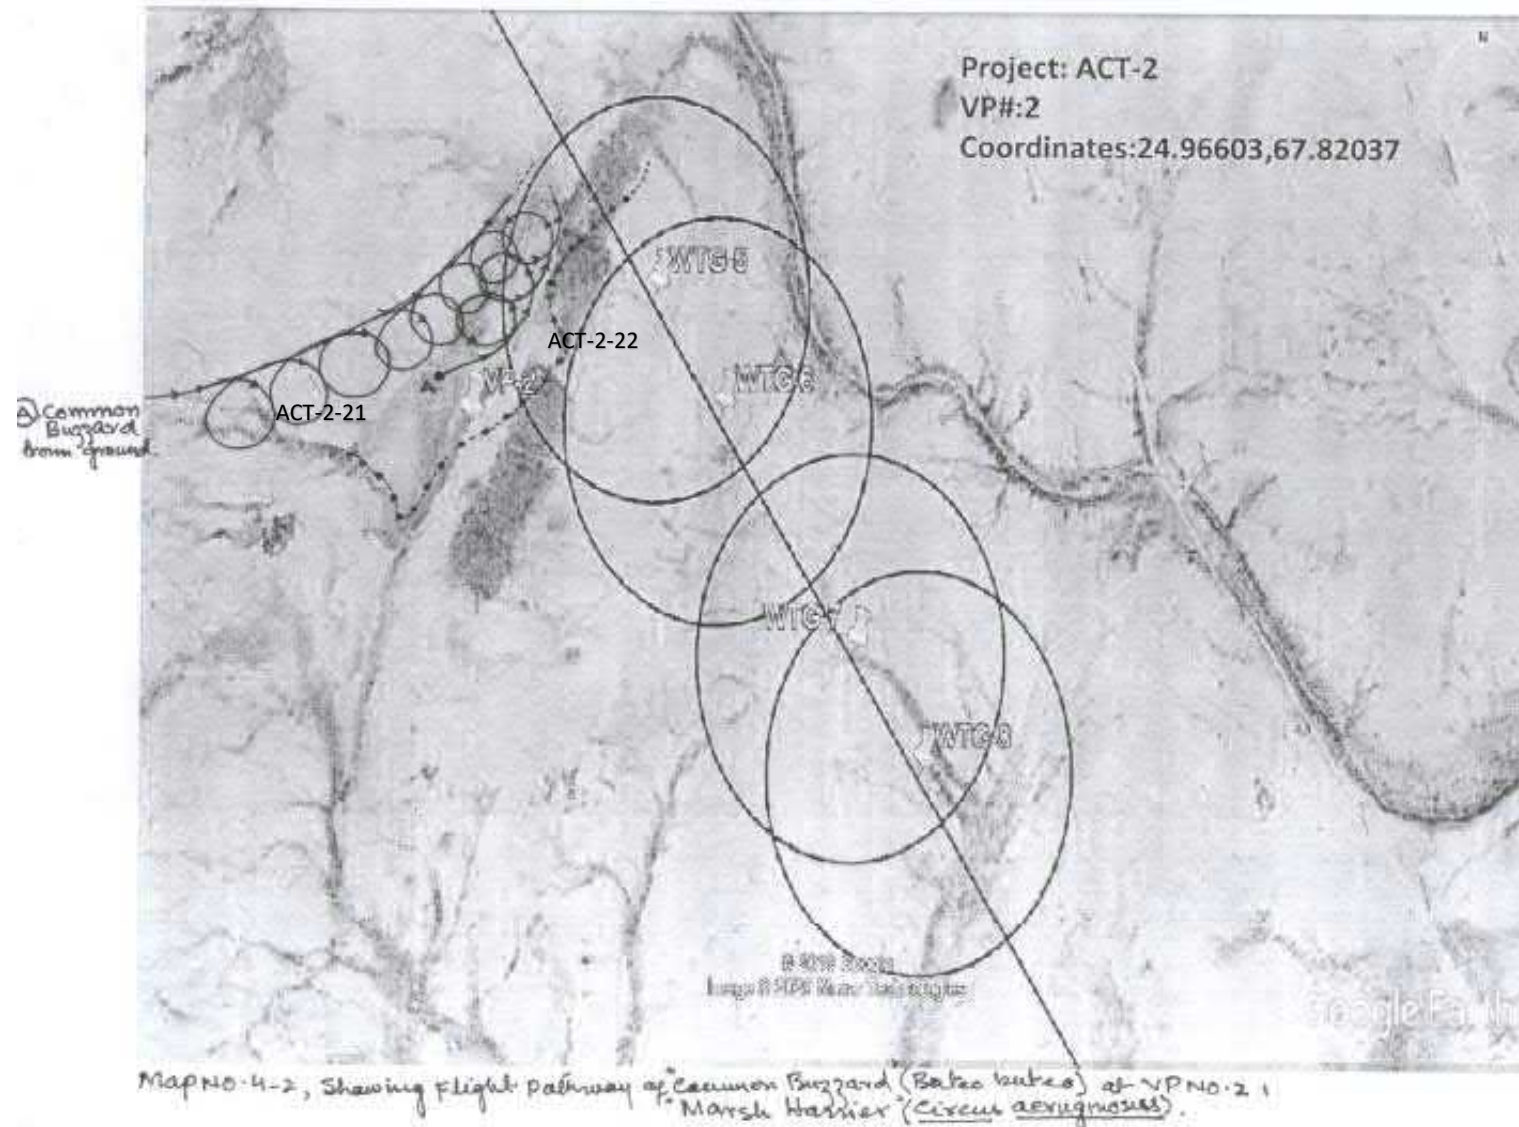 N
Project: ACT-2
VP#:2
Coordinates:24.96603,67.82037
WTG-5
ACT-2-22
WTG-6
VP-2
ACT-2-21
A
Ⓐ Common
Buzzard
from ground.
WTG-7
WTG-8
Google Earth
Map NO.4-2, Showing Flight Pathway of "Common Buzzard" (Buteo buteo) at VP NO.2,
"Marsh Harrier" (Circus aeruginosus).